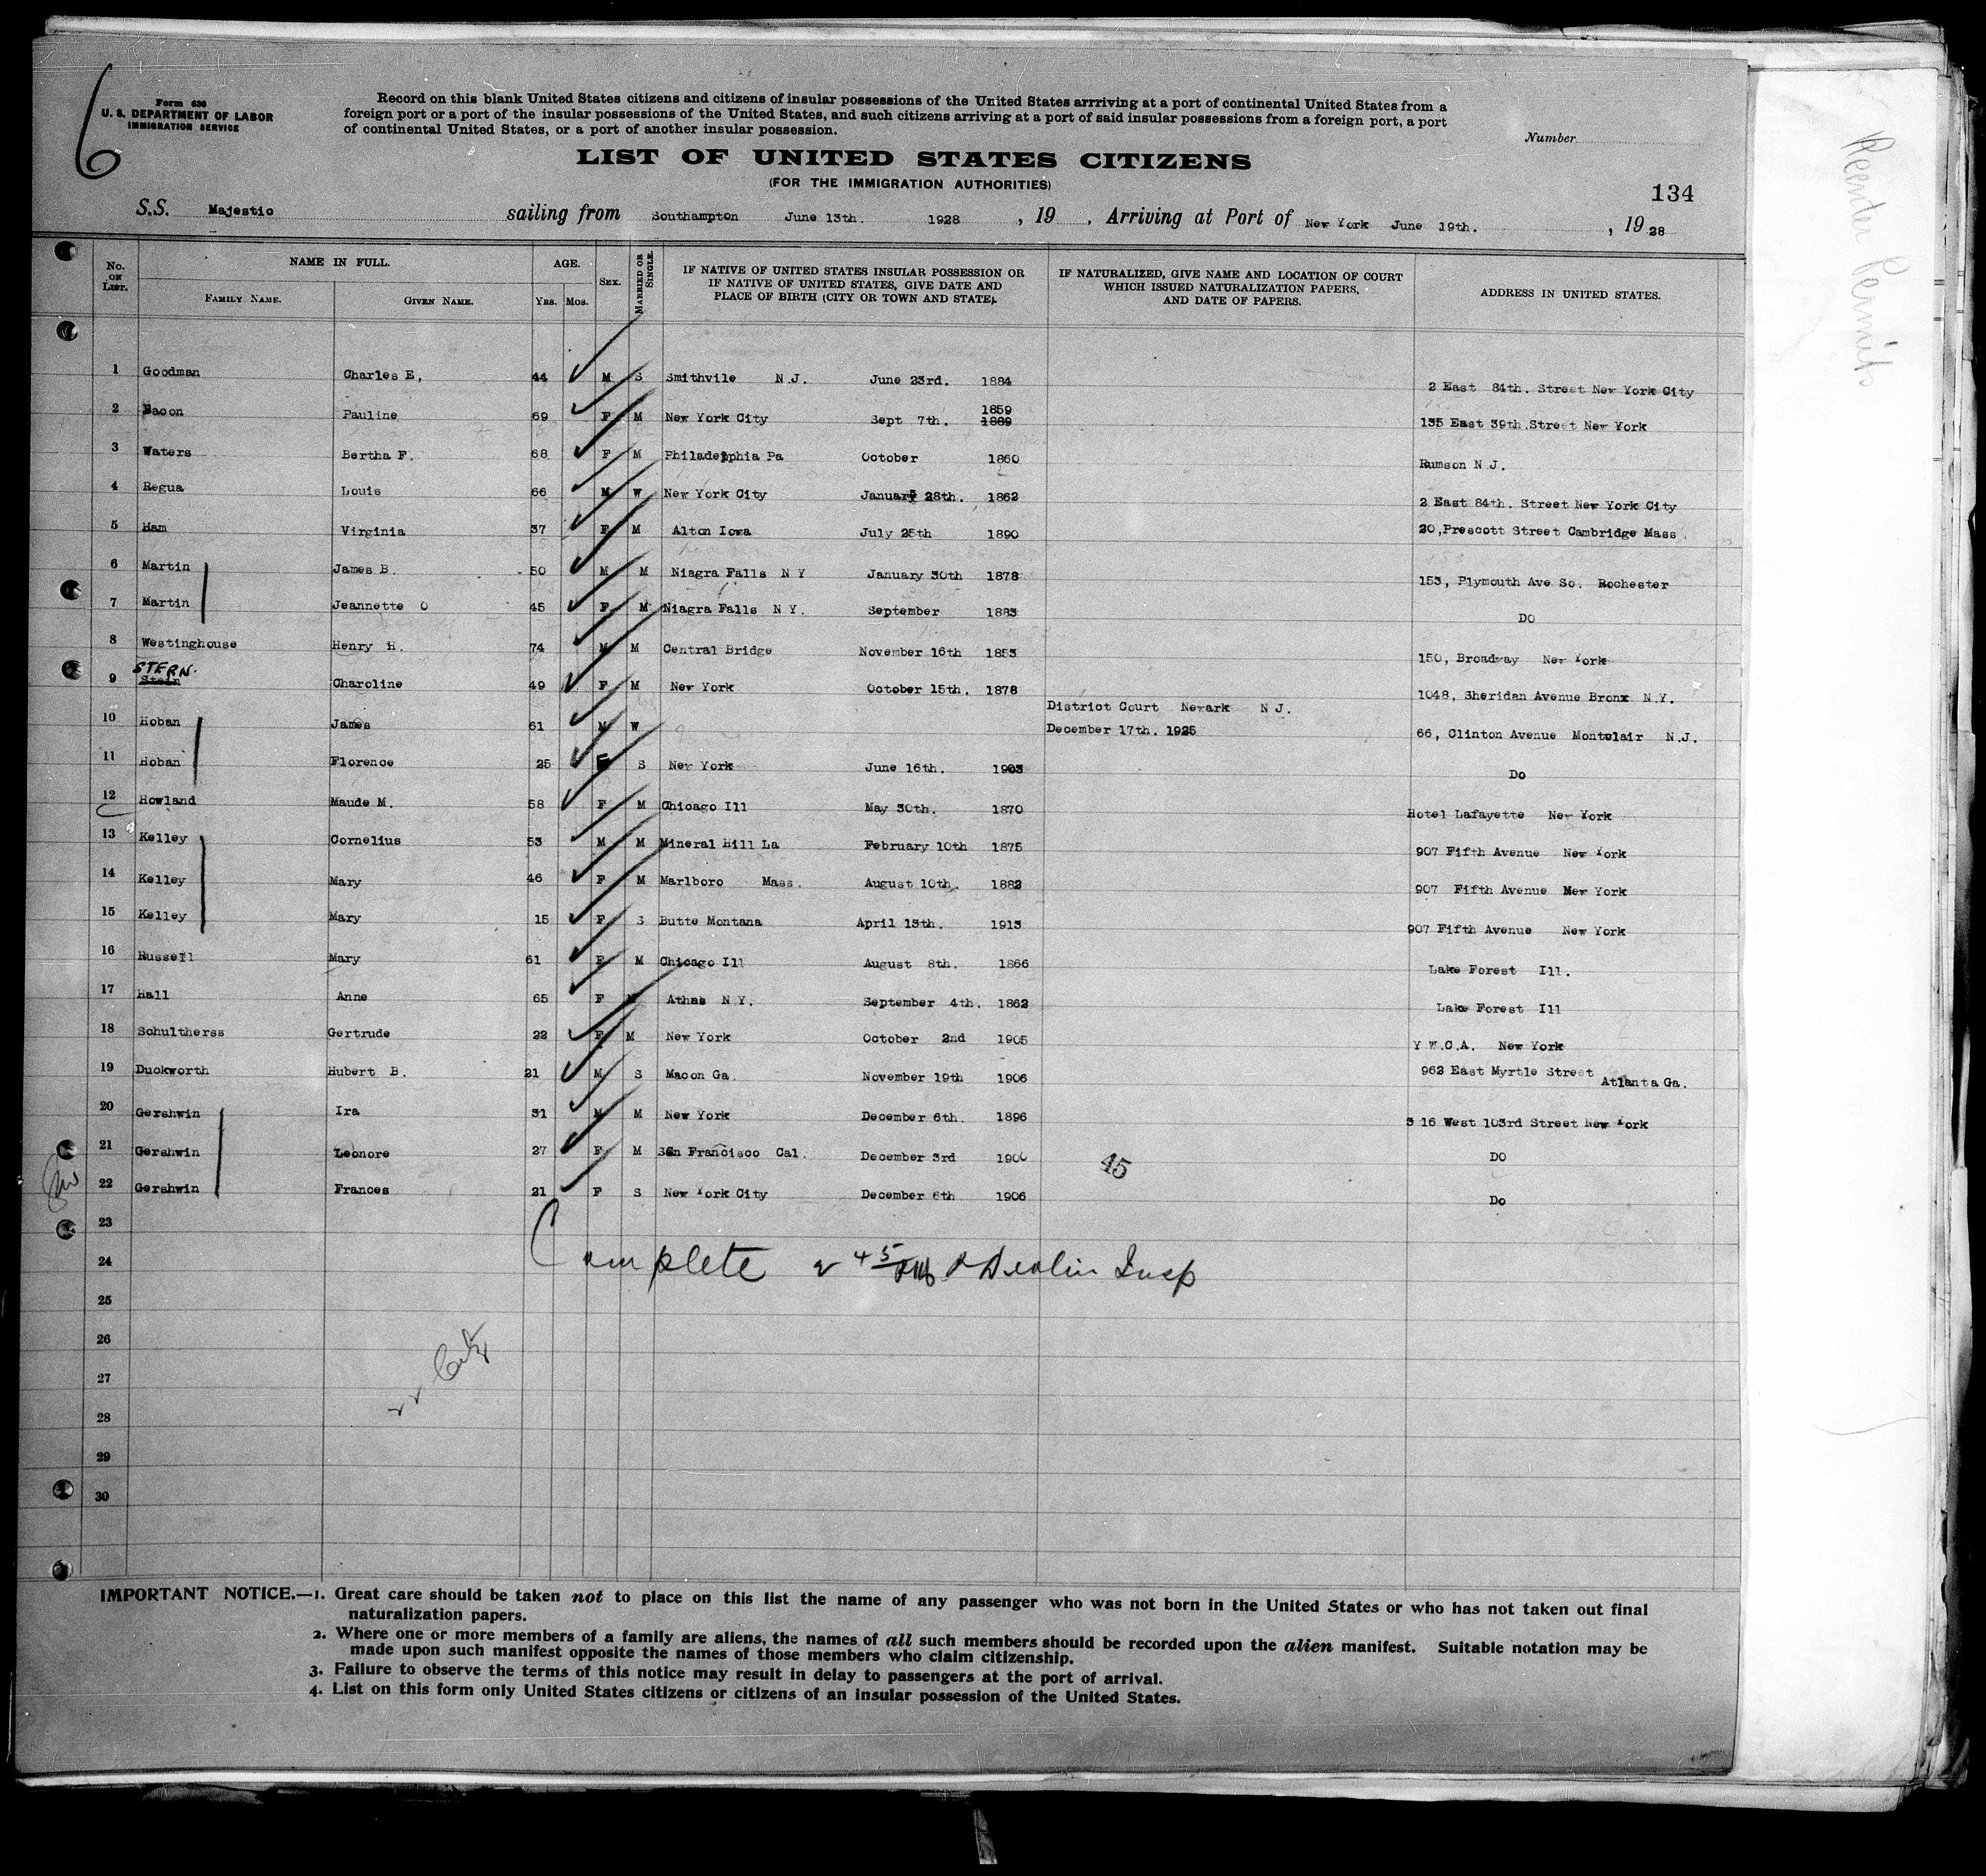 6
Form 630
U. S. DEPARTMENT OF LABOR
IMMIGRATION SERVICE
Record on this blank United States citizens and citizens of insular possessions of the United States arrriving at a port of continental United States from a
foreign port or a port of the insular possessions of the United States, and such citizens arriving at a port of said insular possessions from a foreign port, a port
of continental United States, or a port of another insular possession.
Number
LIST OF UNITED STATES CITIZENS
(FOR THE IMMIGRATION AUTHORITIES)
134
S.S. Majestic sailing from Southampton June 13th. 1928 , 19 , Arriving at Port of New York June 19th. , 19 28
Reenter Permits
No. ON LIST. NAME IN FULL. FAMILY NAME. GIVEN NAME. AGE. YRS. MOS. SEX. MARRIED OR SINGLE. IF NATIVE OF UNITED STATES INSULAR POSSESSION OR IF NATIVE OF UNITED STATES, GIVE DATE AND PLACE OF BIRTH (CITY OR TOWN AND STATE). IF NATURALIZED, GIVE NAME AND LOCATION OF COURT WHICH ISSUED NATURALIZATION PAPERS, AND DATE OF PAPERS. ADDRESS IN UNITED STATES.
1 Goodman Charles E, 44 M S Smithvile N.J. June 23rd. 1884 2 East 84th. Street New York City
2 Bacon Pauline 69 F M New York City Sept 7th. 1859 1889 135 East 39th.Street New York
3 Waters Bertha F. 68 F M Philadepphia Pa October 1860 Rumson N J.
4 Regua Louis 66 M W New York City January 28th. 1862 2 East 84th. Street New York City
5 Ham Virginia 37 F M Alton Iowa July 25th 1890 20,Prescott Street Cambridge Mass
6 Martin James B. 50 M M Niagra Falls N Y January 30th 1878 153, Plymouth Ave So. Rochester
7 Martin Jeannette O 45 F M Niagra Falls N Y. September 1883 DO
8 Westinghouse Henry H. 74 M M Central Bridge November 16th 1853 150, Broadway New York
STERN.
9 Stein Charoline 49 F M New York October 15th. 1878 1048, Sheridan Avenue Bronx N.Y.
10 Hoban James 61 M W District Court Newark N J. December 17th. 1925 66, Clinton Avenue Montclair N.J.
11 Hoban Florence 25 F S New York June 16th. 1903 Do
12 Howland Maude M. 58 F M Chicago Ill May 30th. 1870 Hotel Lafayette New York
13 Kelley Cornelius 53 M M Mineral Hill La February 10th 1875 907 Fifth Avenue New York
14 Kelley Mary 46 F M Marlboro Mass. August 10th. 1882 907 Fifth Avenue New York
15 Kelley Mary 15 F S Butte Montana April 13th. 1913 907 Fifth Avenue New York
16 Russell Mary 61 F M Chicago Ill August 8th. 1866 Lake Forest Ill.
17 Hall Anne 65 F M Athas N Y. September 4th. 1862 Lake Forest Ill
18 Schultherss Gertrude 22 F M New York October 2nd 1905 Y W.C.A. New York
19 Duckworth Hubert B. 21 M S Macon Ga. November 19th 1906 962 East Myrtle Street Atlanta Ga.
20 Gershwin Ira 31 M M New York December 6th. 1896 3 16 West 103rd Street New York
21 Gershwin Leonore 27 F M San Francisco Cal. December 3rd 1900 DO
45
22 Gershwin Frances 21 F S New York City December 6th 1906 Do
23
24
Complete Insp
25
26
27
28
29
30
IMPORTANT NOTICE.—1. Great care should be taken not to place on this list the name of any passenger who was not born in the United States or who has not taken out final
naturalization papers.
2. Where one or more members of a family are aliens, the names of all such members should be recorded upon the alien manifest. Suitable notation may be
made upon such manifest opposite the names of those members who claim citizenship.
3. Failure to observe the terms of this notice may result in delay to passengers at the port of arrival.
4. List on this form only United States citizens or citizens of an insular possession of the United States.